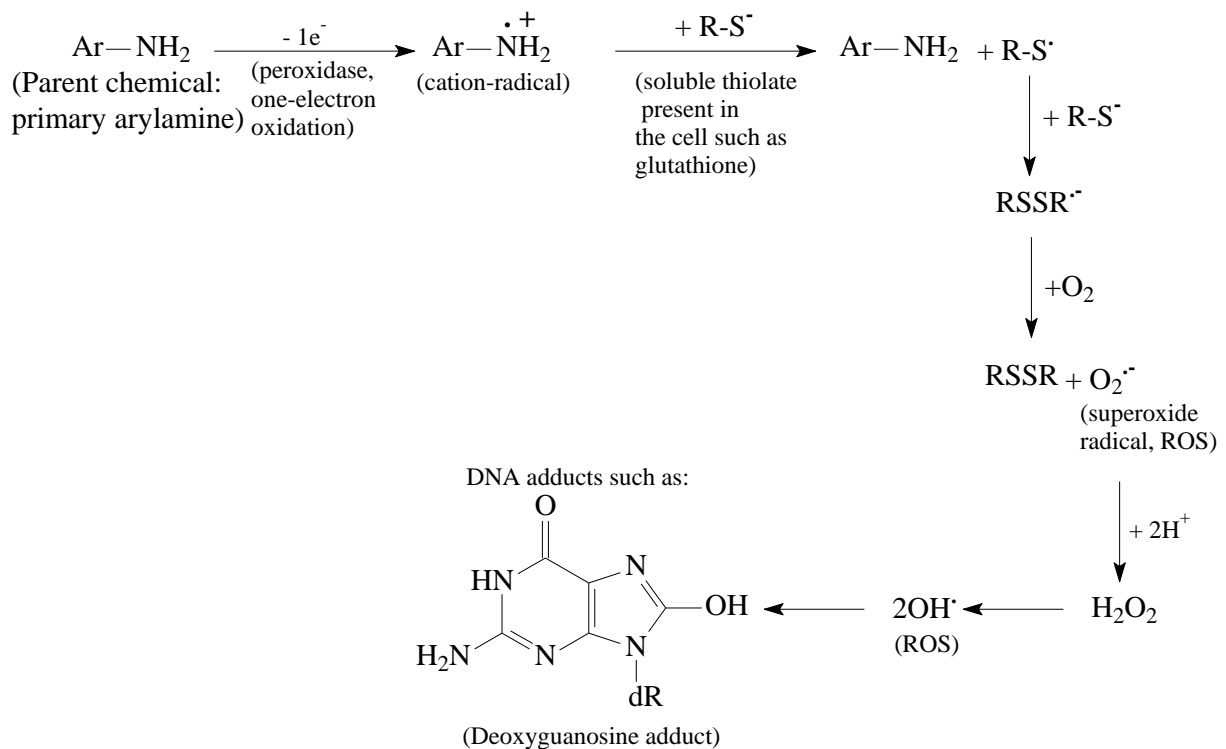 Ar—NH2
- 1e-
(peroxidase,
one-electron
oxidation)
Ar—N•+H2
(cation-radical)
+ R-S-
(soluble thiolate
present in
the cell such as
glutathione)
Ar—NH2 + R-S•
(Parent chemical:
primary arylamine)
+ R-S-
RSSR•-
+O2
RSSR + O2•-
(superoxide
radical, ROS)
+ 2H+
H2O2
2OH•
(ROS)
DNA adducts such as:
O
HN
N
OH
H2N
N
N
dR
(Deoxyguanosine adduct)